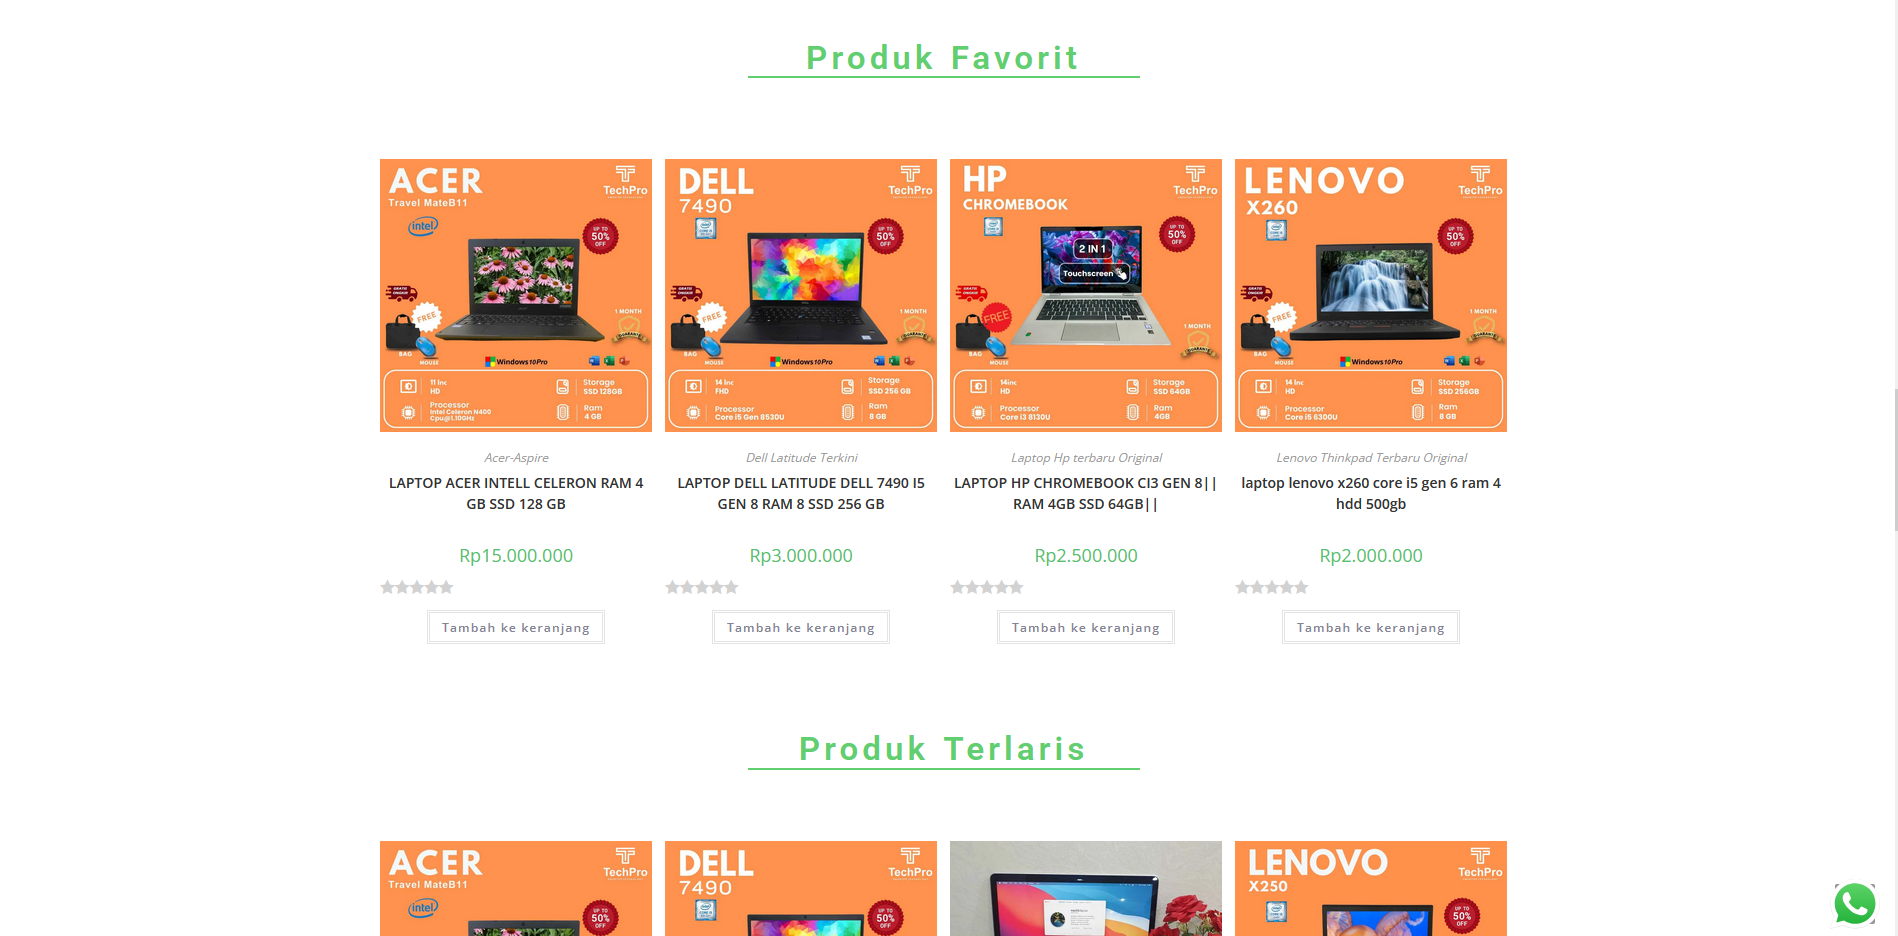 Produk Favorit
ACER
Travel MateB11
TechPro
intel
UP TO
50%
OFF
GRATIS
ONGKIR
FREE
BAG
MOUSE
1 MONTH
Windows10Pro
11 Inc
HD
Storage
SSD 128GB
Processor
Intel Celeron N400
Cpu@1.10GHz
Ram
4 GB
DELL
7490
TechPro
UP TO
50%
OFF
GRATIS
ONGKIR
FREE
BAG
MOUSE
1 MONTH
Windows10Pro
14 Inc
FHD
Storage
SSD 256 GB
Processor
Core i5 Gen 8530U
Ram
8 GB
HP
CHROMEBOOK
TechPro
UP TO
50%
OFF
2 IN 1
Touchscreen
GRATIS
ONGKIR
FREE
BAG
MOUSE
1 MONTH
14inc
HD
Storage
SSD 64GB
Processor
Core i3 8130U
Ram
4GB
LENOVO
X260
TechPro
UP TO
50%
OFF
GRATIS
ONGKIR
FREE
BAG
MOUSE
1 MONTH
Windows10Pro
14 Inc
HD
Storage
SSD 256GB
Processor
Core i5 6300U
Ram
8 GB
Acer-Aspire
LAPTOP ACER INTELL CELERON RAM 4
GB SSD 128 GB
Rp15.000.000
Tambah ke keranjang
Dell Latitude Terkini
LAPTOP DELL LATITUDE DELL 7490 I5
GEN 8 RAM 8 SSD 256 GB
Rp3.000.000
Tambah ke keranjang
Laptop Hp terbaru Original
LAPTOP HP CHROMEBOOK CI3 GEN 8||
RAM 4GB SSD 64GB||
Rp2.500.000
Tambah ke keranjang
Lenovo Thinkpad Terbaru Original
laptop lenovo x260 core i5 gen 6 ram 4
hdd 500gb
Rp2.000.000
Tambah ke keranjang
Produk Terlaris
ACER
Travel MateB11
TechPro
intel
UP TO
50%
OFF
DELL
7490
TechPro
UP TO
50%
OFF
LENOVO
X250
TechPro
UP TO
50%
OFF